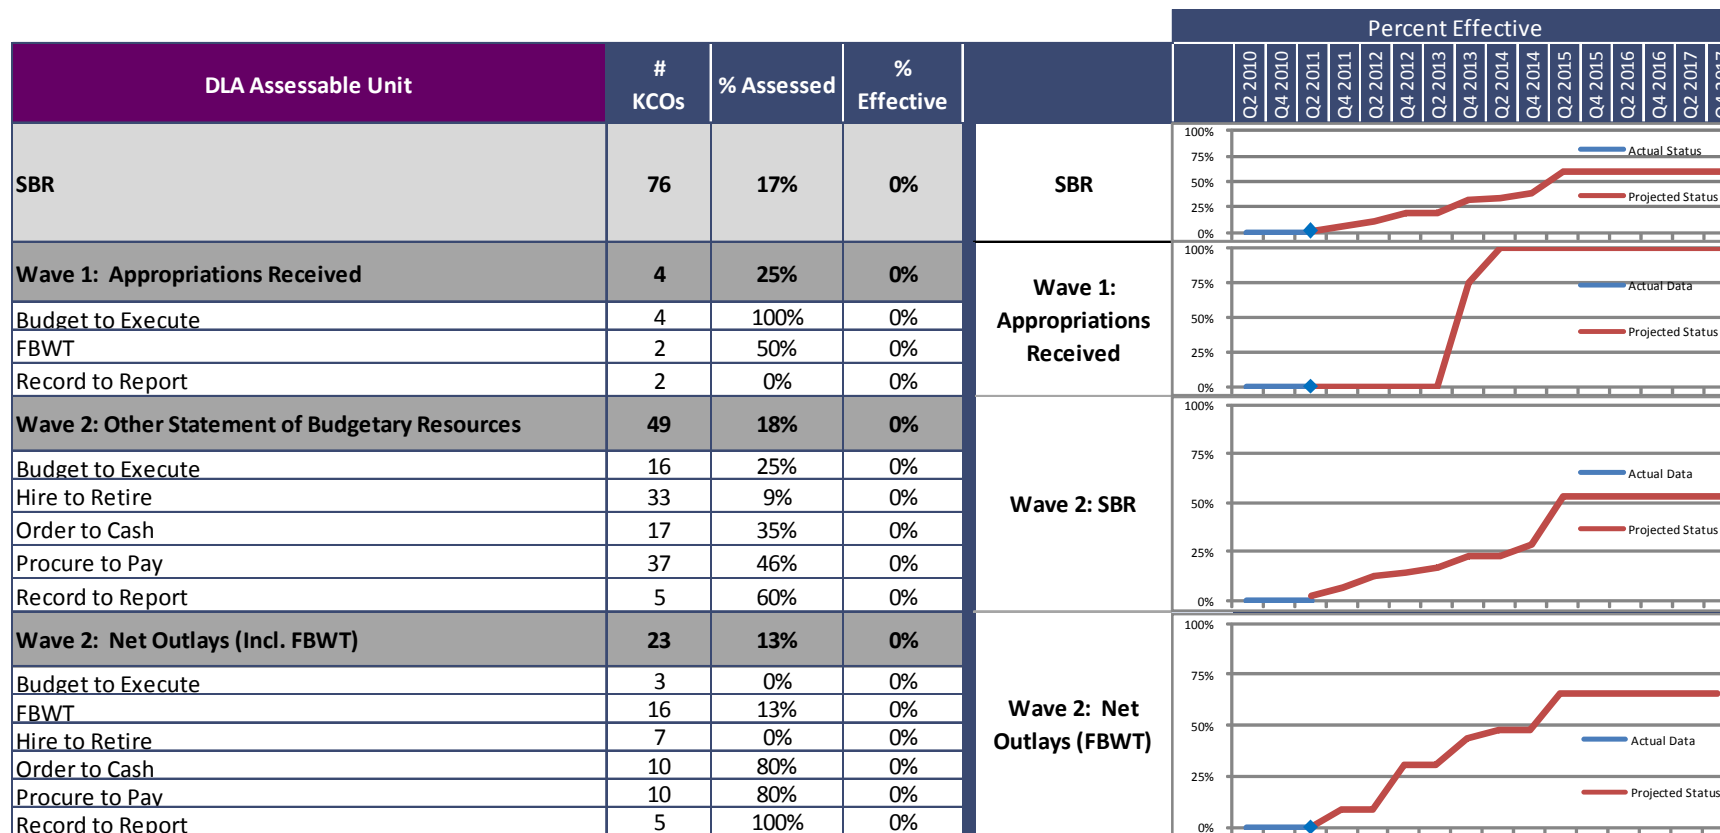 Percent Effective
DLA Assessable Unit
# KCOs
% Assessed
% Effective
Q2 2010
Q4 2010
Q2 2011
Q4 2011
Q2 2012
Q4 2012
Q2 2013
Q4 2013
Q2 2014
Q4 2014
Q2 2015
Q4 2015
Q2 2016
Q4 2016
Q2 2017
Q4 2017
SBR 76 17% 0%
SBR
100%
75%
50%
25%
0%
Actual Status
Projected Status
Wave 1: Appropriations Received 4 25% 0%
Budget to Execute 4 100% 0%
FBWT 2 50% 0%
Record to Report 2 0% 0%
Wave 1:
Appropriations
Received
100%
75%
50%
25%
0%
Actual Data
Projected Status
Wave 2: Other Statement of Budgetary Resources 49 18% 0%
Budget to Execute 16 25% 0%
Hire to Retire 33 9% 0%
Order to Cash 17 35% 0%
Procure to Pay 37 46% 0%
Record to Report 5 60% 0%
Wave 2: SBR
100%
75%
50%
25%
0%
Actual Data
Projected Status
Wave 2: Net Outlays (Incl. FBWT) 23 13% 0%
Budget to Execute 3 0% 0%
FBWT 16 13% 0%
Hire to Retire 7 0% 0%
Order to Cash 10 80% 0%
Procure to Pay 10 80% 0%
Record to Report 5 100% 0%
Wave 2: Net
Outlays (FBWT)
100%
75%
50%
25%
0%
Actual Data
Projected Status